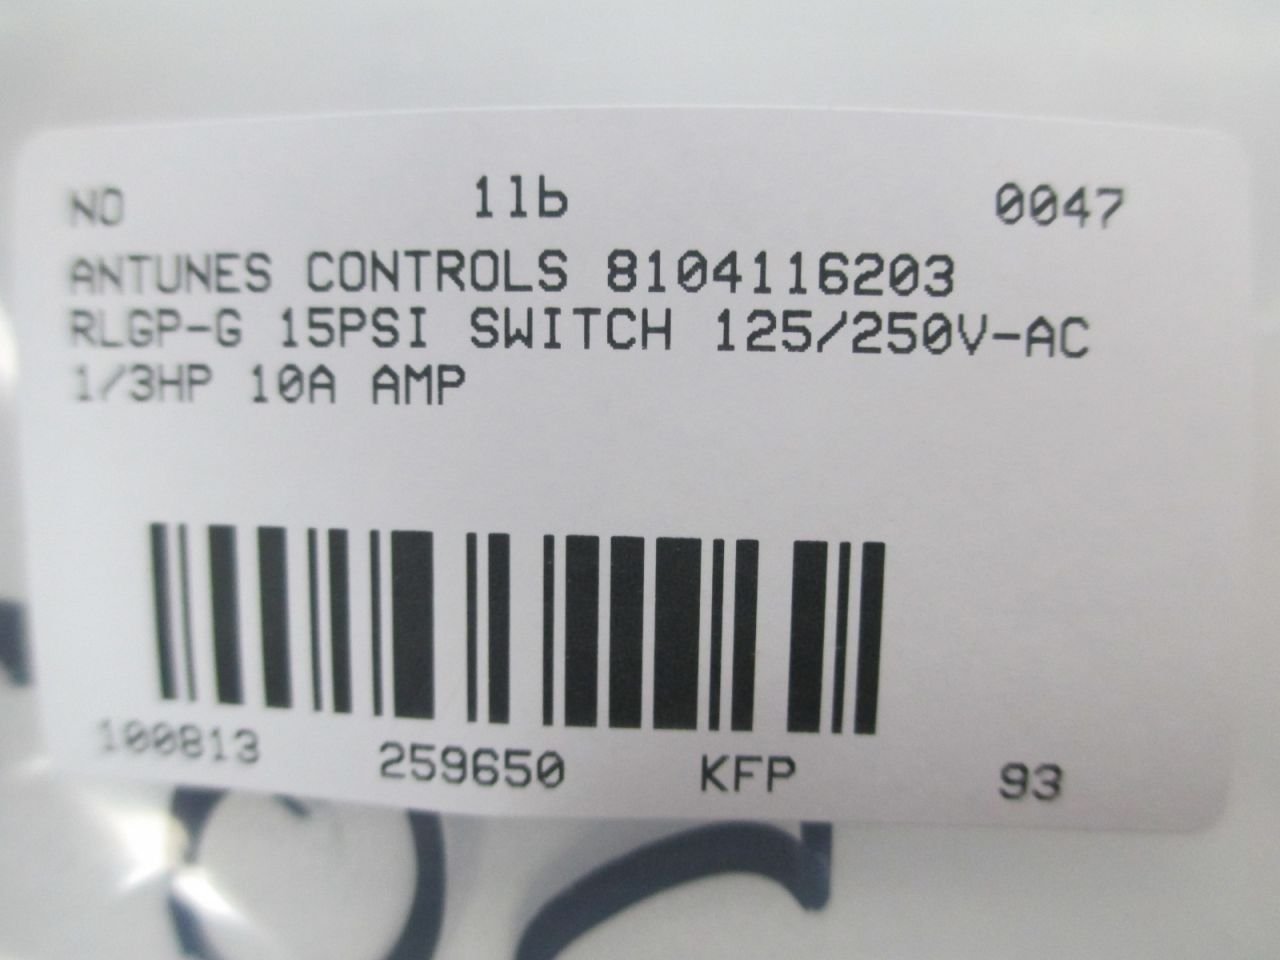 NO 1lb 0047
ANTUNES CONTROLS 8104116203
RLGP-G 15PSI SWITCH 125/250V-AC
1/3HP 10A AMP
100813 259650 KFP 93